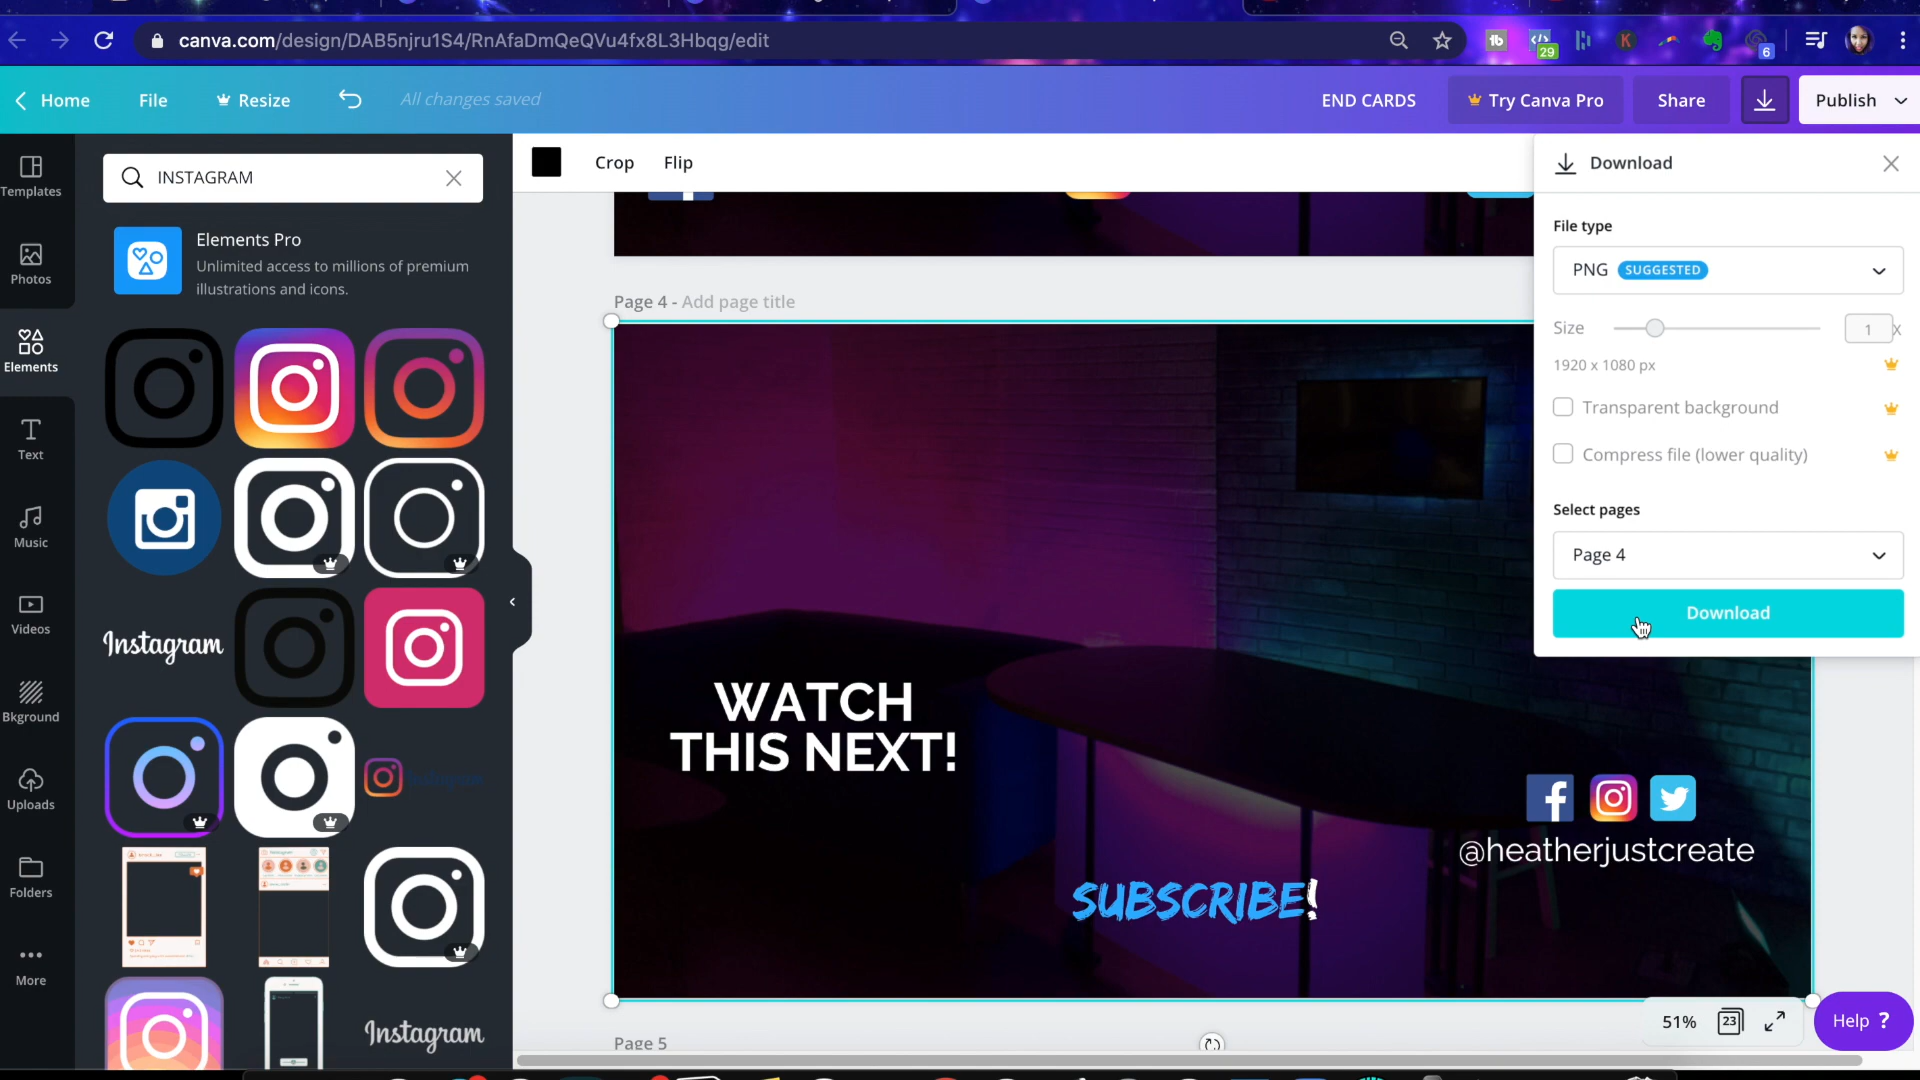 canva.com/design/DAB5njru1S4/RnAfaDmQeQVu4fx8L3Hbqg/edit
29
6
Home
File
Resize
All changes saved
END CARDS
Try Canva Pro
Share
Publish
Templates
Photos
Elements
Text
Music
Videos
Bkground
Uploads
Folders
More
INSTAGRAM
Elements Pro
Unlimited access to millions of premium
illustrations and icons.
Instagram
Instagram
Instagram
Crop
Flip
Page 4 - Add page title
WATCH
THIS NEXT!
SUBSCRIBE!
@heatherjustcreate
Page 5
Download
File type
PNG SUGGESTED
Size
1 x
1920 x 1080 px
Transparent background
Compress file (lower quality)
Select pages
Page 4
Download
51%
23
Help ?